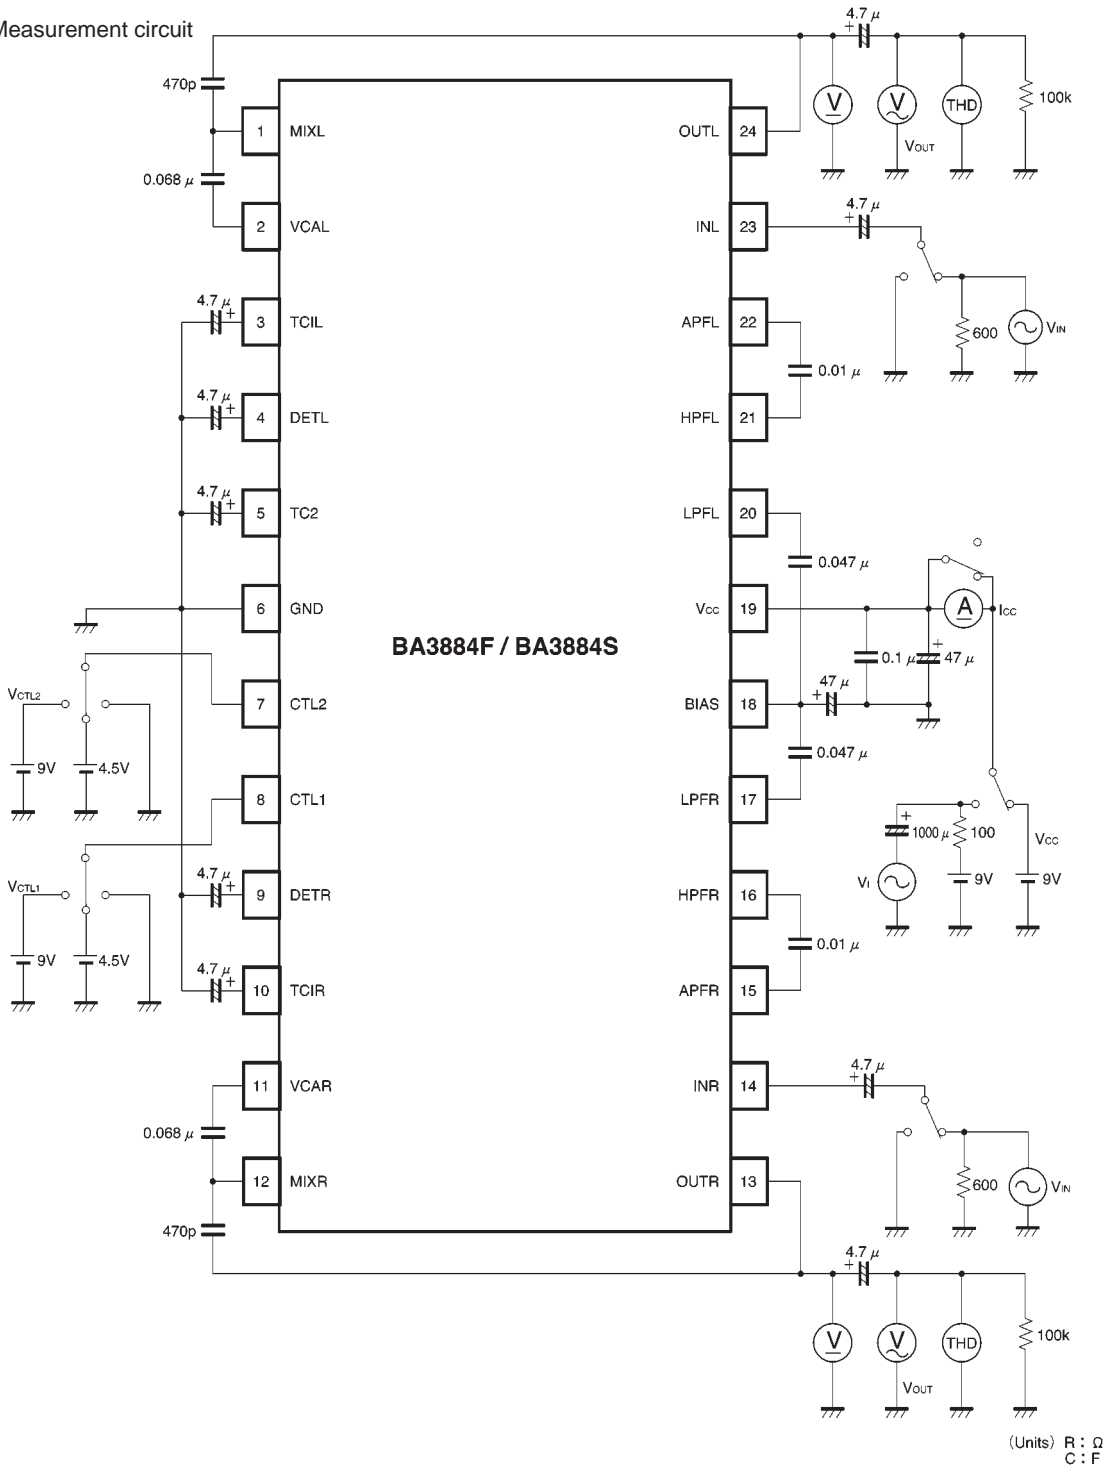 Measurement circuit
4.7 μ
+
470p
1
MIXL
OUTL
24
V
V
THD
100k
VOUT
0.068 μ
2
VCAL
INL
23
4.7 μ
+
600
VIN
4.7 μ
+
3
TCIL
APFL
22
0.01 μ
4.7 μ
+
4
DETL
HPFL
21
4.7 μ
+
5
TC2
LPFL
20
0.047 μ
6
GND
VCC
19
A
ICC
BA3884F / BA3884S
0.1 μ
+
47 μ
VCTL2
9V
4.5V
7
CTL2
BIAS
18
47 μ
+
0.047 μ
8
CTL1
LPFR
17
+
1000 μ
100
VCC
VI
9V
9V
VCTL1
9V
4.5V
4.7 μ
+
9
DETR
HPFR
16
0.01 μ
4.7 μ
+
10
TCIR
APFR
15
11
VCAR
INR
14
4.7 μ
+
0.068 μ
600
VIN
12
MIXR
OUTR
13
470p
4.7 μ
+
V
V
THD
100k
VOUT
(Units) R : Ω
C : F